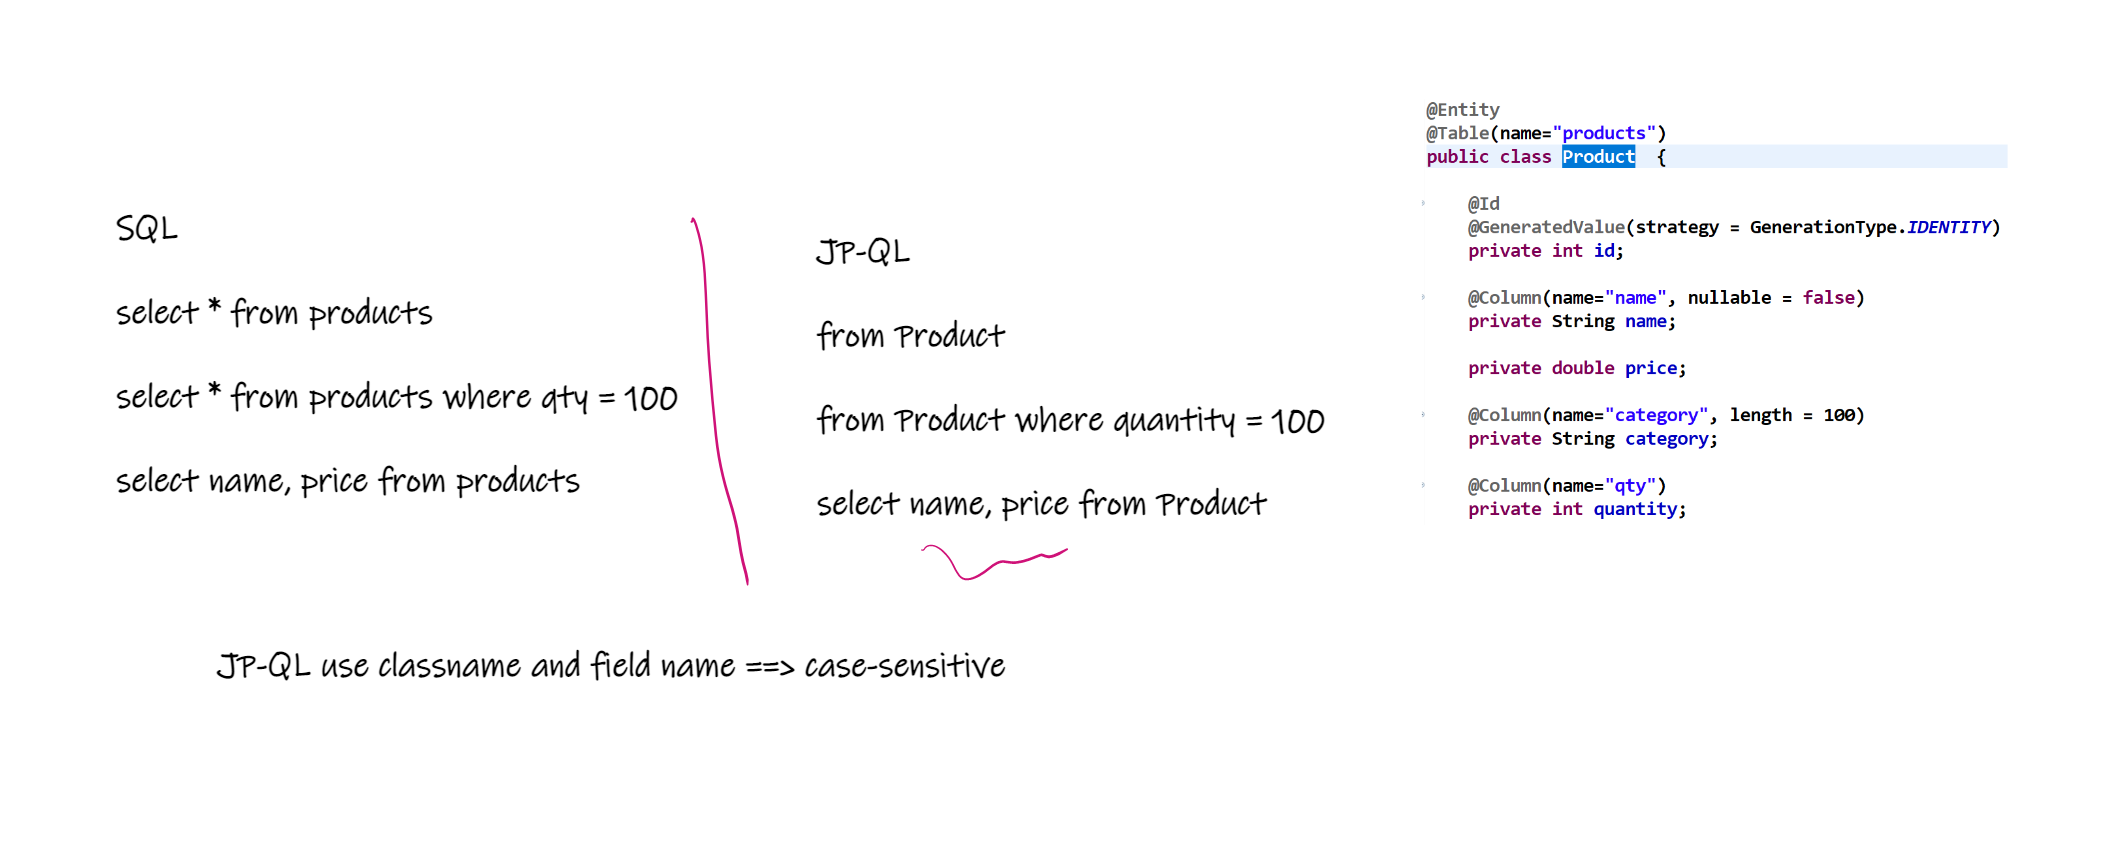 SQL
select * from products
select * from products where qty = 100
select name, price from products
JP-QL
from Product
from Product where quantity = 100
select name, price from Product
JP-QL use classname and field name ==> case-sensitive
@Entity
@Table(name="products")
public class Product  {
@Id
@GeneratedValue(strategy = GenerationType.IDENTITY)
private int id;
@Column(name="name", nullable = false)
private String name;
private double price;
@Column(name="category", length = 100)
private String category;
@Column(name="qty")
private int quantity;